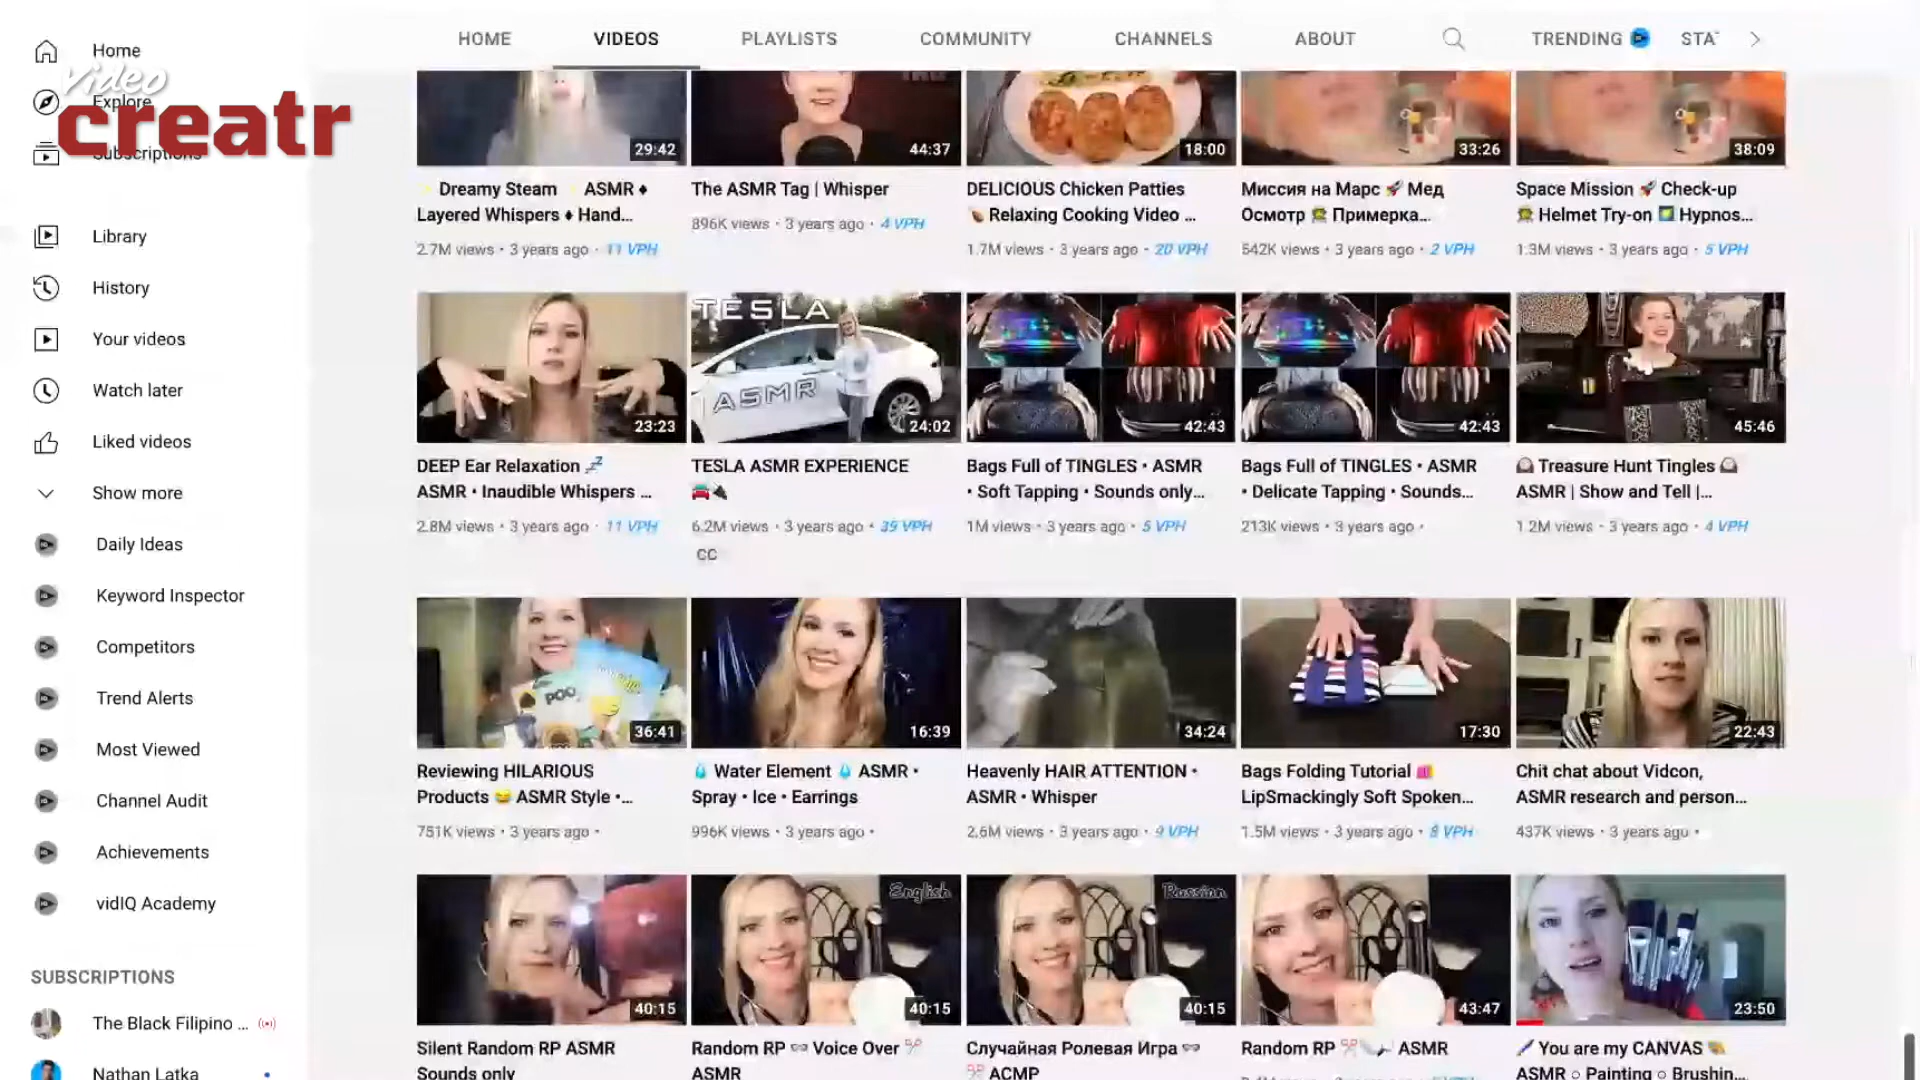 Home
Video
Explore
creatr
Subscriptions
Library
History
Your videos
Watch later
Liked videos
Show more
Daily Ideas
Keyword Inspector
Competitors
Trend Alerts
Most Viewed
Channel Audit
Achievements
vidIQ Academy
SUBSCRIPTIONS
The Black Filipino ...
Nathan Latka
HOME VIDEOS PLAYLISTS COMMUNITY CHANNELS ABOUT TRENDING STAT
29:42 44:37 18:00 33:26 38:09
Dreamy Steam ASMR ♦ The ASMR Tag | Whisper DELICIOUS Chicken Patties Миссия на Марс 🚀 Мед Space Mission 🚀 Check-up
Layered Whispers ♦ Hand... 896K views • 3 years ago • 4 VPH 🍗 Relaxing Cooking Video ... Осмотр Примерка... Helmet Try-on Hypnos...
2.7M views • 3 years ago • 11 VPH 1.7M views • 3 years ago • 20 VPH 542K views • 3 years ago • 2 VPH 1.3M views • 3 years ago • 5 VPH
TESLA
ASMR
23:23 24:02 42:43 42:43 45:46
DEEP Ear Relaxation 💤 TESLA ASMR EXPERIENCE Bags Full of TINGLES • ASMR Bags Full of TINGLES • ASMR 🕰 Treasure Hunt Tingles 🕰
ASMR • Inaudible Whispers ... 🚘🔌 • Soft Tapping • Sounds only... • Delicate Tapping • Sounds... ASMR | Show and Tell |...
2.8M views • 3 years ago • 11 VPH 6.2M views • 3 years ago • 39 VPH 1M views • 3 years ago • 5 VPH 213K views • 3 years ago • 1.2M views • 3 years ago • 4 VPH
CC
POO
36:41 16:39 34:24 17:30 22:43
Reviewing HILARIOUS 💧 Water Element 💧 ASMR • Heavenly HAIR ATTENTION • Bags Folding Tutorial 🛍 Chit chat about Vidcon,
Products 😂 ASMR Style •... Spray • Ice • Earrings ASMR • Whisper LipSmackingly Soft Spoken... ASMR research and person...
751K views • 3 years ago • 996K views • 3 years ago • 2.6M views • 3 years ago • 9 VPH 1.5M views • 3 years ago • 8 VPH 437K views • 3 years ago •
English Russian
40:15 40:15 40:15 43:47 23:50
Silent Random RP ASMR Random RP 👓 Voice Over ✂ Случайная Ролевая Игра 👓 Random RP ✂ ASMR 🖌 You are my CANVAS 🎨
Sounds only ASMR ✂ АСМР ASMR ○ Painting ○ Brushin...